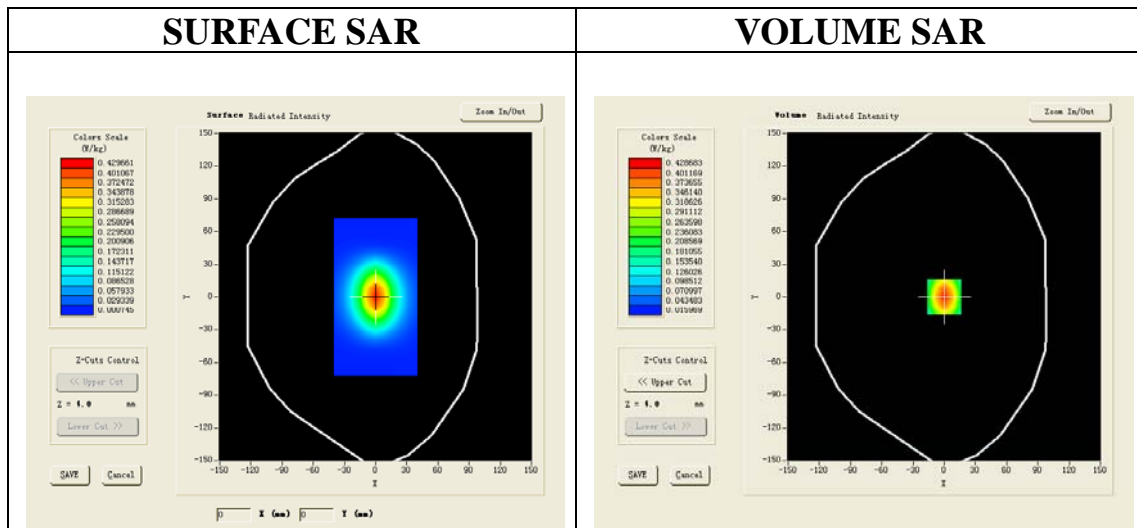 SURFACE SAR
VOLUME SAR
Surface Radiated Intensity
Zoom In/Out
Colors Scale
(W/kg)
0.429661
0.401067
0.372472
0.343878
0.315283
0.286689
0.258094
0.229500
0.200906
0.172311
0.143717
0.115122
0.086528
0.057933
0.029339
0.000745
150
120
90
60
30
0
-30
-60
-90
-120
-150
Y
-150 -120 -90 -60 -30 0 30 60 90 120 150
X
Z-Cuts Control
<< Upper Cut
Z = 4.0 mm
Lower Cut >>
SAVE Cancel
0 X (mm) 0 Y (mm)
Volume Radiated Intensity
Zoom In/Out
Colors Scale
(W/kg)
0.428683
0.401169
0.373655
0.346140
0.318626
0.291112
0.263598
0.236083
0.208569
0.181055
0.153540
0.126026
0.098512
0.070997
0.043483
0.015969
150
120
90
60
30
0
-30
-60
-90
-120
-150
Y
-150 -120 -90 -60 -30 0 30 60 90 120 150
X
Z-Cuts Control
<< Upper Cut
Z = 4.0 mm
Lower Cut >>
SAVE Cancel